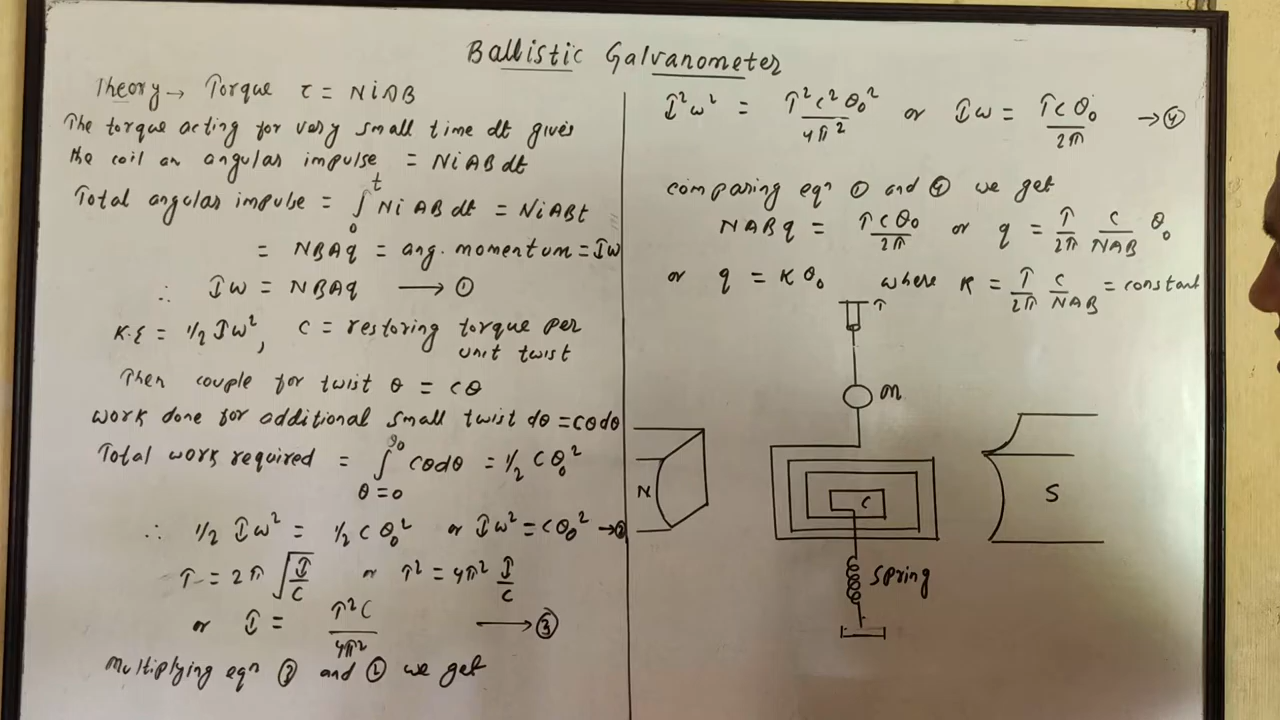 Ballistic Galvanometer
Theory → Torque τ = NiAB
The torque acting for very small time dt gives
the coil an angular impulse = NiABdt
Total angular impulse = ∫₀ᵗ NiABdt = NiABt
= NBAq = ang. momentum = Iω
∴ Iω = NBAq → ①
K.E = ½ Iω², C = restoring torque per
unit twist
Then couple for twist θ = cθ
work done for additional small twist dθ = cθdθ
Total work required = ∫_{θ=0}^{θ₀} cθdθ = ½ Cθ₀²
∴ ½ Iω² = ½ Cθ₀² or Iω² = Cθ₀² → ②
T = 2π √(I/C) or T² = 4π² I/C
or I = T²C/4π² → ③
Multiplying eqn ③ and ② we get
I²ω² = T²C²θ₀²/4π² or Iω = TCθ₀/2π → ④
comparing eqn ① and ④ we get
NABq = TCθ₀/2π or q = T/2π C/NAB θ₀
or q = Kθ₀ where K = T/2π C/NAB = constant
T
m
N
C
S
spring